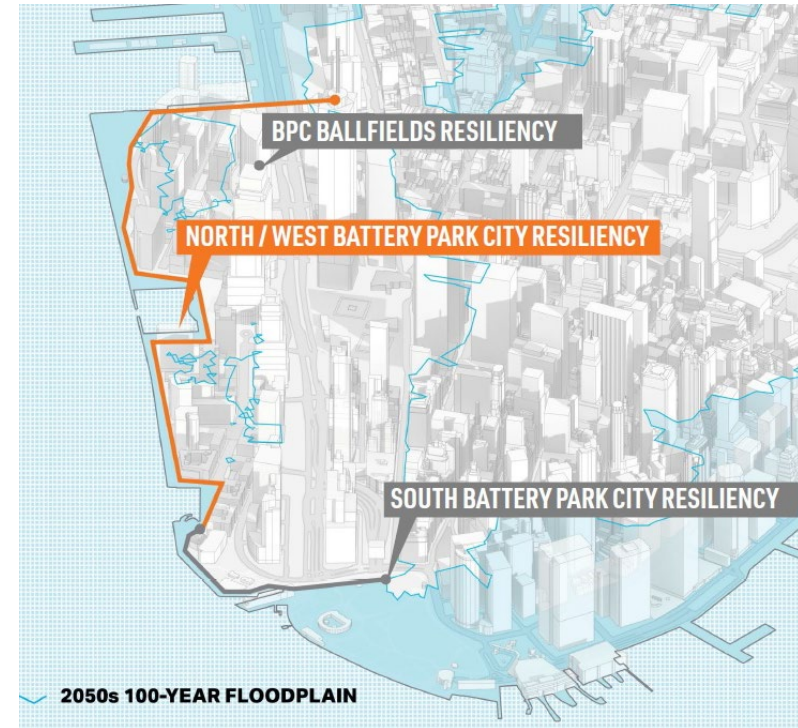 BPC BALLFIELDS RESILIENCY
NORTH / WEST BATTERY PARK CITY RESILIENCY
SOUTH BATTERY PARK CITY RESILIENCY
2050s 100-YEAR FLOODPLAIN